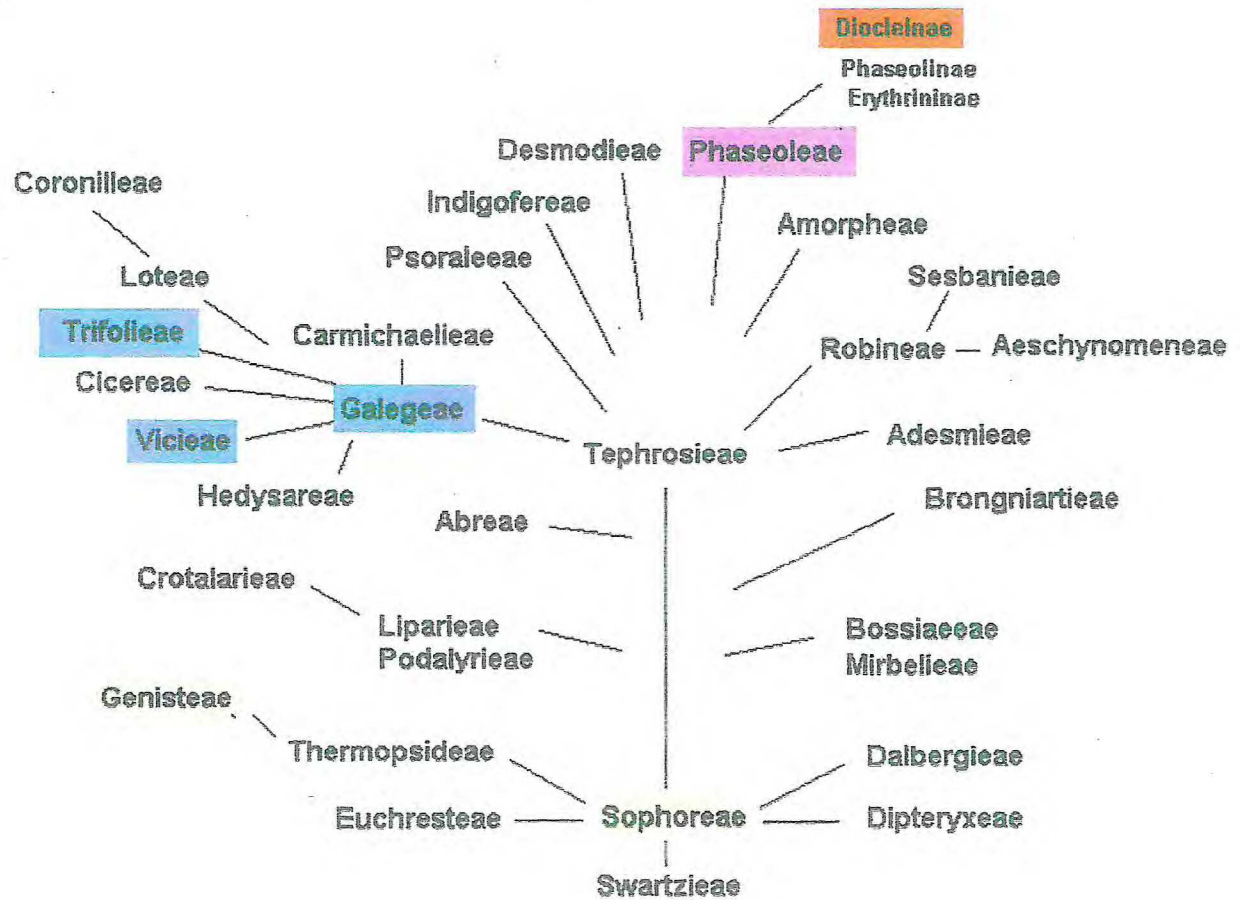 Diocleinae
Phaseolinae
Erythrininae
Desmodieae
Phaseoleae
Coronilleae
Indigofereae
Amorpheae
Psoraleeae
Sesbanieae
Loteae
Trifolieae
Carmichaelieae
Robineae
Aeschynomeneae
Cicereae
Galegeae
Vicieae
Tephrosieae
Adesmieae
Hedysareae
Brongniartieae
Abreae
Crotalarieae
Liparieae
Podalyrieae
Bossiaeeae
Mirbelieae
Genisteae
Thermopsideae
Dalbergieae
Euchresteae
Sophoreae
Dipteryxeae
Swartzieae